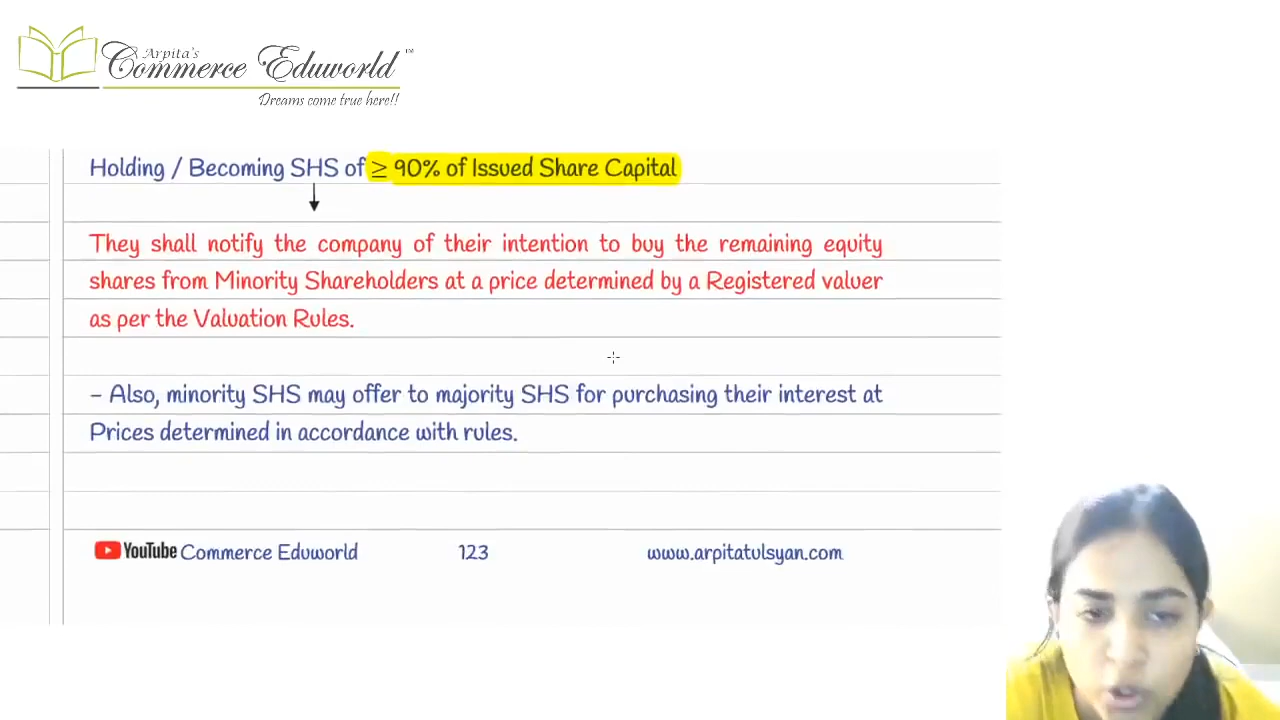 Arpita's
Commerce Eduworld™
Dreams come true here!!
Holding / Becoming SHS of ≥ 90% of Issued Share Capital
They shall notify the company of their intention to buy the remaining equity
shares from Minority Shareholders at a price determined by a Registered valuer
as per the Valuation Rules.
- Also, minority SHS may offer to majority SHS for purchasing their interest at
Prices determined in accordance with rules.
YouTube Commerce Eduworld 123 www.arpitatulsyan.com